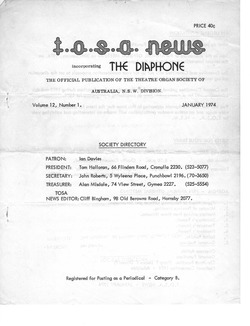 PRICE 40c
t.o.s.a. news
incorporating THE DIAPHONE
THE OFFICIAL PUBLICATION OF THE THEATRE ORGAN SOCIETY OF
AUSTRALIA, N.S.W. DIVISION
Volume 12, Number 1. JANUARY 1974
SOCIETY DIRECTORY
PATRON: Ian Davies
PRESIDENT: Tom Halloran, 66 Flinders Road, Cronulla 2230. (523-5077)
SECRETARY: John Roberts, 5 Wyleena Place, Punchbowl 2196. (70-3650)
TREASURER: Alan Misdale, 74 View Street, Gymea 2227. (525-5554)
TOSA
NEWS EDITOR: Cliff Bingham, 98 Old Berowra Road, Hornsby 2077.
Registered for Posting as a Periodical - Category B.